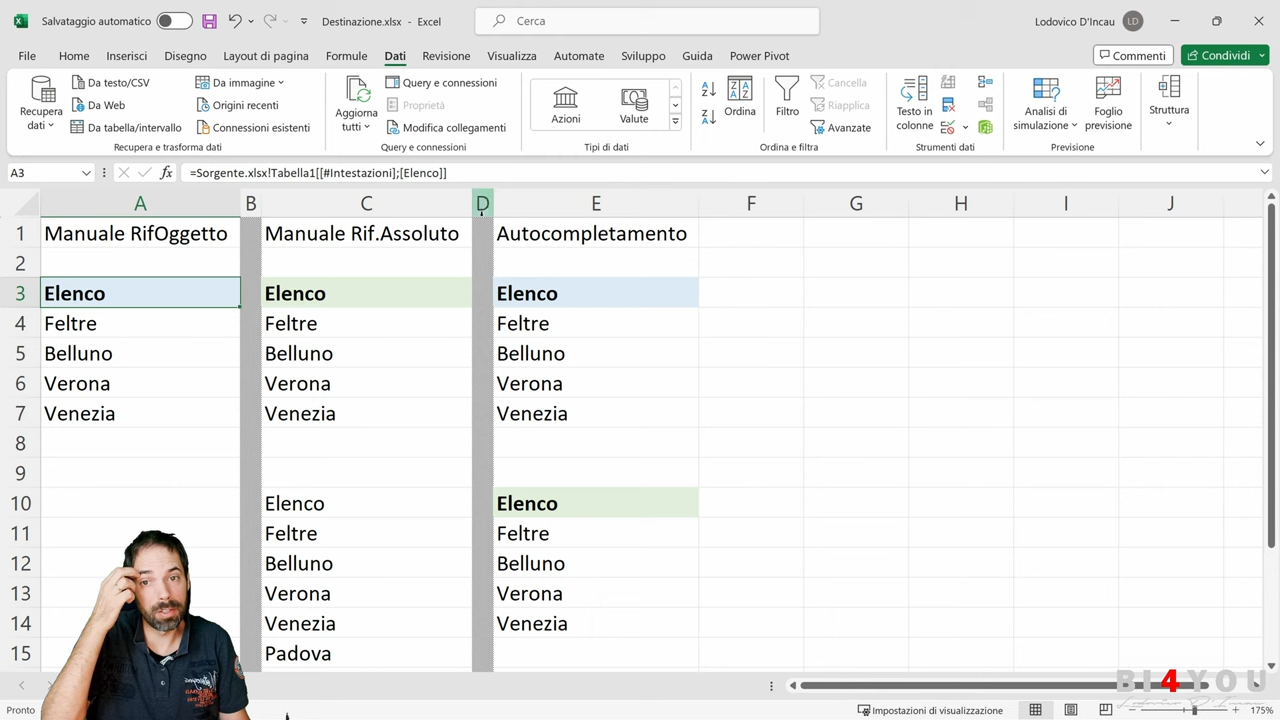 Salvataggio automatico
Destinazione.xlsx - Excel
Cerca
Lodovico D'Incau
LD
File
Home
Inserisci
Disegno
Layout di pagina
Formule
Dati
Revisione
Visualizza
Automate
Sviluppo
Guida
Power Pivot
Commenti
Condividi
Recupera dati
Da testo/CSV
Da Web
Da tabella/intervallo
Da immagine
Origini recenti
Connessioni esistenti
Recupera e trasforma dati
Aggiorna tutti
Query e connessioni
Proprietà
Modifica collegamenti
Query e connessioni
Azioni
Valute
Tipi di dati
Ordina
Filtro
Cancella
Riapplica
Avanzate
Ordina e filtra
Testo in colonne
Strumenti dati
Analisi di simulazione
Foglio previsione
Previsione
Struttura
A3
fx
=Sorgente.xlsx!Tabella1[[#Intestazioni];[Elenco]]
A B C D E F G H I J
1 Manuale RifOggetto Manuale Rif.Assoluto Autocompletamento
2
3 Elenco Elenco Elenco
4 Feltre Feltre Feltre
5 Belluno Belluno Belluno
6 Verona Verona Verona
7 Venezia Venezia Venezia
8
9
10 Elenco Elenco
11 Feltre Feltre
12 Belluno Belluno
13 Verona Verona
14 Venezia Venezia
15 Padova
BI4YOU
Pronto
Impostazioni di visualizzazione
175%